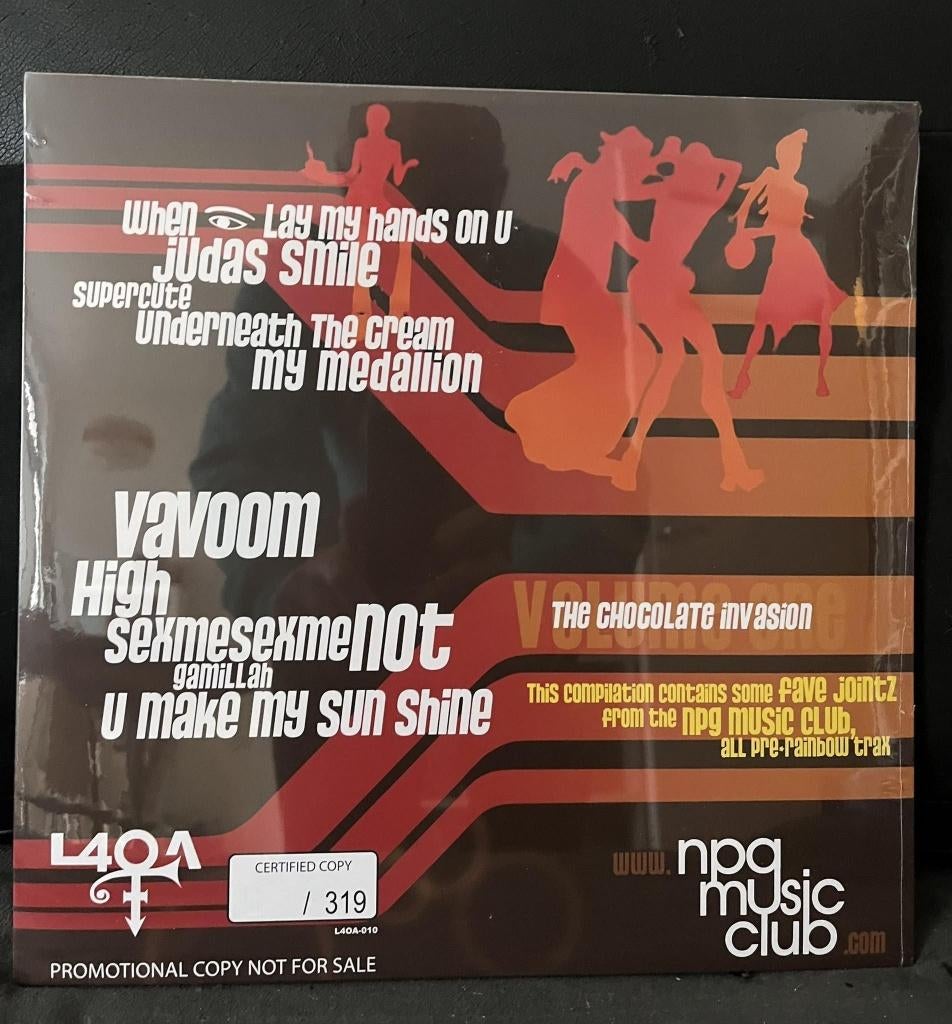 When 👁 Lay my hands on U
judas smile
supercute
underneath The Cream
my medallion
vavoom
High
sexmesexmenot
gamillah
U make my sun shine
VOLUME ONE
The chocolate invasion
This compilation contains some fave jointz
from the npg music club,
all pre-rainbow trax
L4OA
CERTIFIED COPY
/ 319
L4OA-010
www.npg
music
club.com
PROMOTIONAL COPY NOT FOR SALE